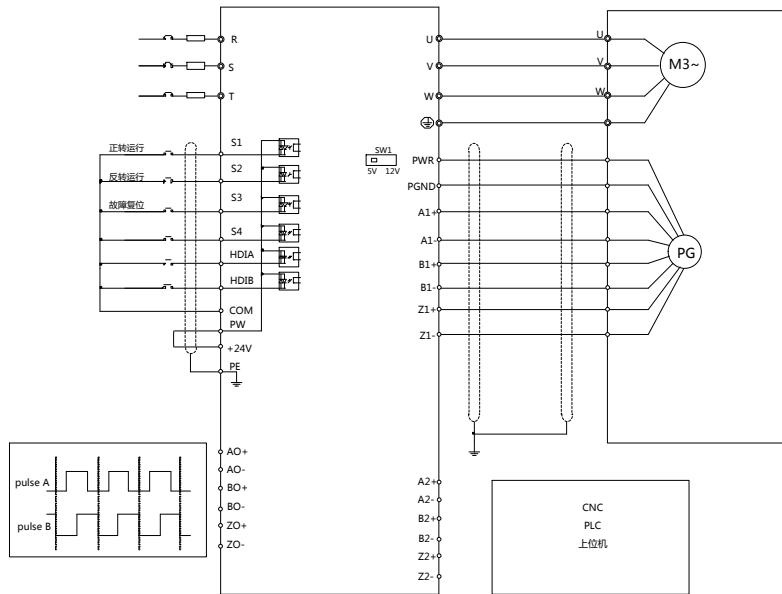 R
S
T
正转运行
反转运行
故障复位
S1
S2
S3
S4
HDIA
HDIB
COM
PW
+24V
PE
SW1
5V 12V
U
V
W
PWR
PGND
A1+
A1-
B1+
B1-
Z1+
Z1-
U
V
W
M3~
PG
pulse A
pulse B
AO+
AO-
BO+
BO-
ZO+
ZO-
A2+
A2-
B2+
B2-
Z2+
Z2-
CNC
PLC
上位机